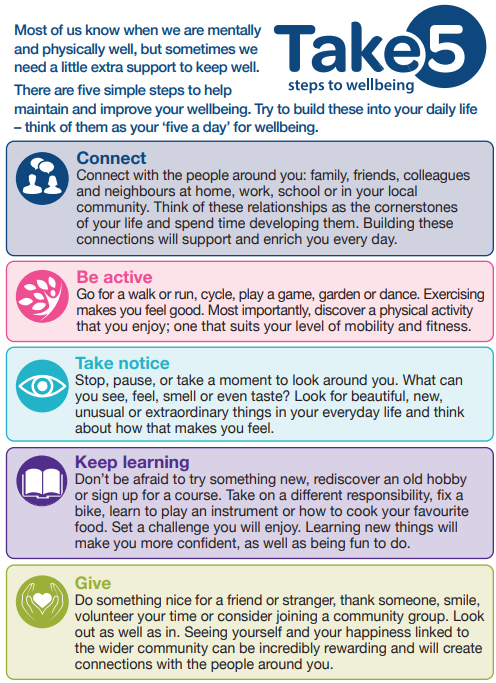 Most of us know when we are mentally
and physically well, but sometimes we
need a little extra support to keep well.
There are five simple steps to help
maintain and improve your wellbeing. Try to build these into your daily life
– think of them as your ‘five a day’ for wellbeing.
Take 5
steps to wellbeing
Connect
Connect with the people around you: family, friends, colleagues
and neighbours at home, work, school or in your local
community. Think of these relationships as the cornerstones
of your life and spend time developing them. Building these
connections will support and enrich you every day.
Be active
Go for a walk or run, cycle, play a game, garden or dance. Exercising
makes you feel good. Most importantly, discover a physical activity
that you enjoy; one that suits your level of mobility and fitness.
Take notice
Stop, pause, or take a moment to look around you. What can
you see, feel, smell or even taste? Look for beautiful, new,
unusual or extraordinary things in your everyday life and think
about how that makes you feel.
Keep learning
Don’t be afraid to try something new, rediscover an old hobby
or sign up for a course. Take on a different responsibility, fix a
bike, learn to play an instrument or how to cook your favourite
food. Set a challenge you will enjoy. Learning new things will
make you more confident, as well as being fun to do.
Give
Do something nice for a friend or stranger, thank someone, smile,
volunteer your time or consider joining a community group. Look
out as well as in. Seeing yourself and your happiness linked to
the wider community can be incredibly rewarding and will create
connections with the people around you.